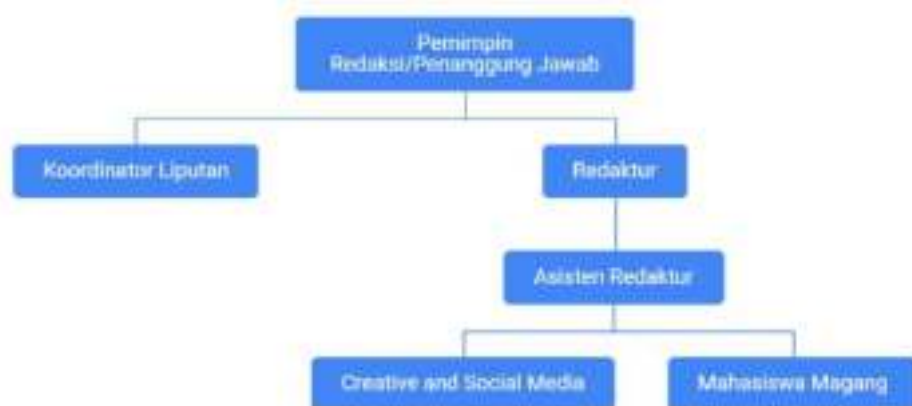 Pemimpin
Redaksi/Penanggung Jawab
Koordinator Liputan
Redaktur
Asisten Redaktur
Creative and Social Media
Mahasiswa Magang